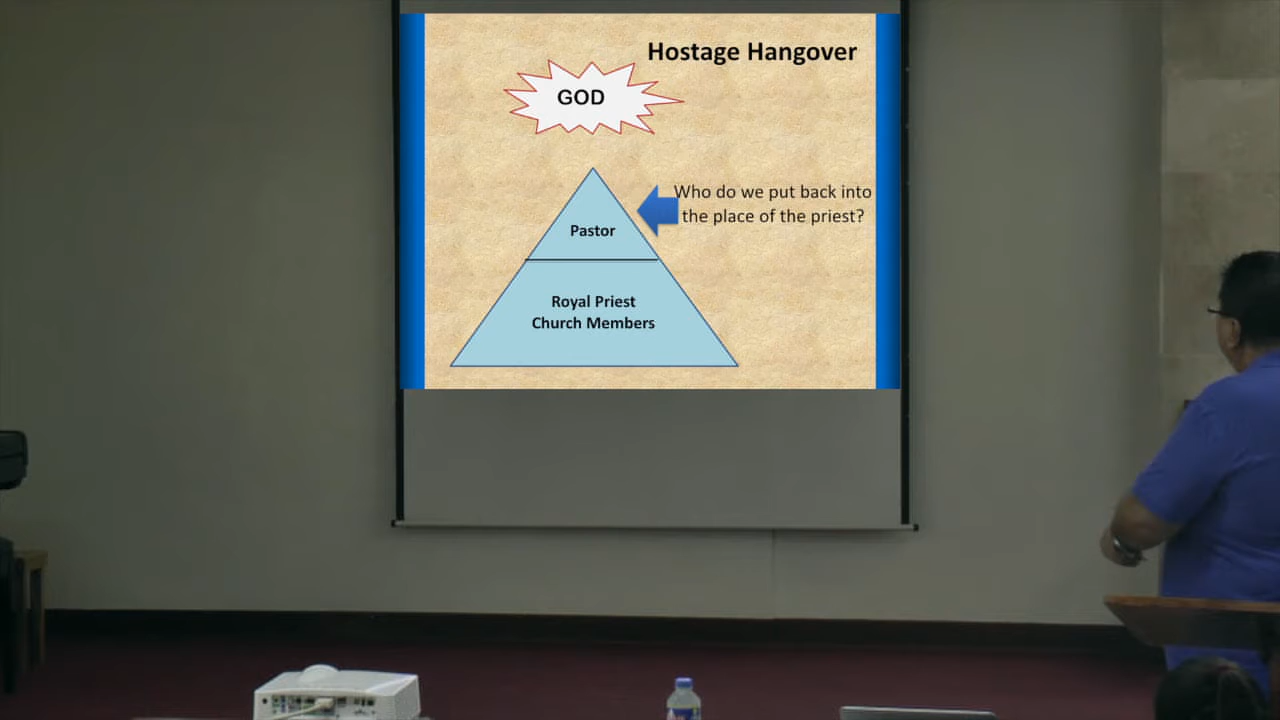 Hostage Hangover
GOD
Who do we put back into
the place of the priest?
Pastor
Royal Priest
Church Members